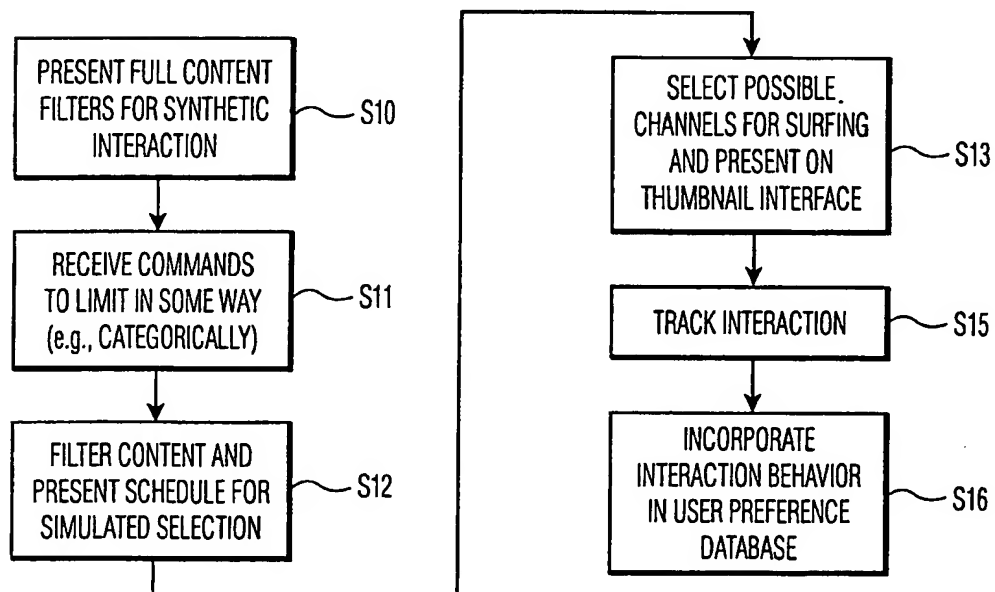 PRESENT FULL CONTENT
FILTERS FOR SYNTHETIC
INTERACTION
S10
RECEIVE COMMANDS
TO LIMIT IN SOME WAY
(e.g., CATEGORICALLY)
S11
FILTER CONTENT AND
PRESENT SCHEDULE FOR
SIMULATED SELECTION
S12
SELECT POSSIBLE.
CHANNELS FOR SURFING
AND PRESENT ON
THUMBNAIL INTERFACE
S13
TRACK INTERACTION
S15
INCORPORATE
INTERACTION BEHAVIOR
IN USER PREFERENCE
DATABASE
S16